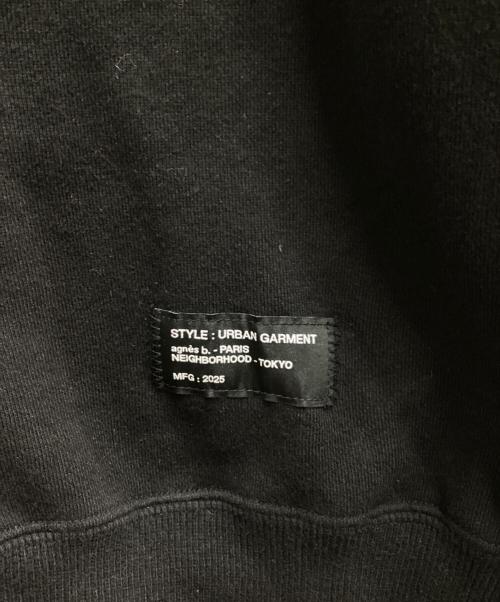 STYLE : URBAN GARMENT
agnès b. - PARIS
NEIGHBORHOOD - TOKYO
MFG : 2025